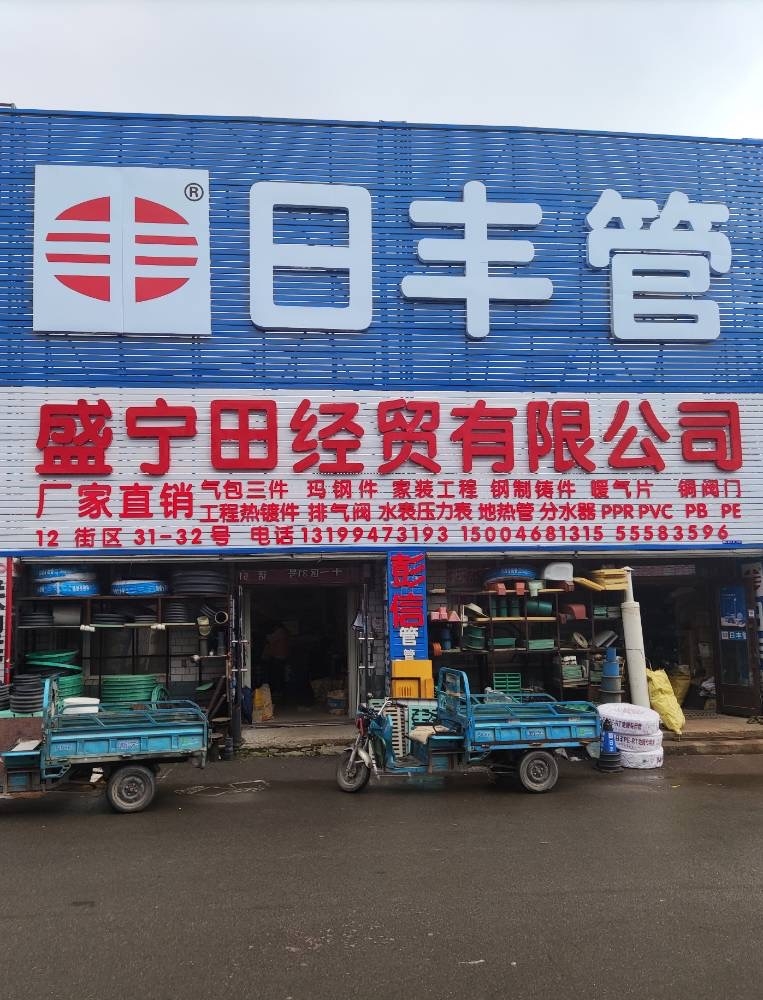 ®
日丰管
盛宁田经贸有限公司
厂家直销
气包三件 玛钢件 家装工程 钢制铸件 暖气片 铜阀门
工程热镀件 排气阀 水表压力表 地热管 分水器 PPR PVC PB PE
12 街区 31-32 号 电话 13199473193 15004681315 55583596
彭信管
日丰管